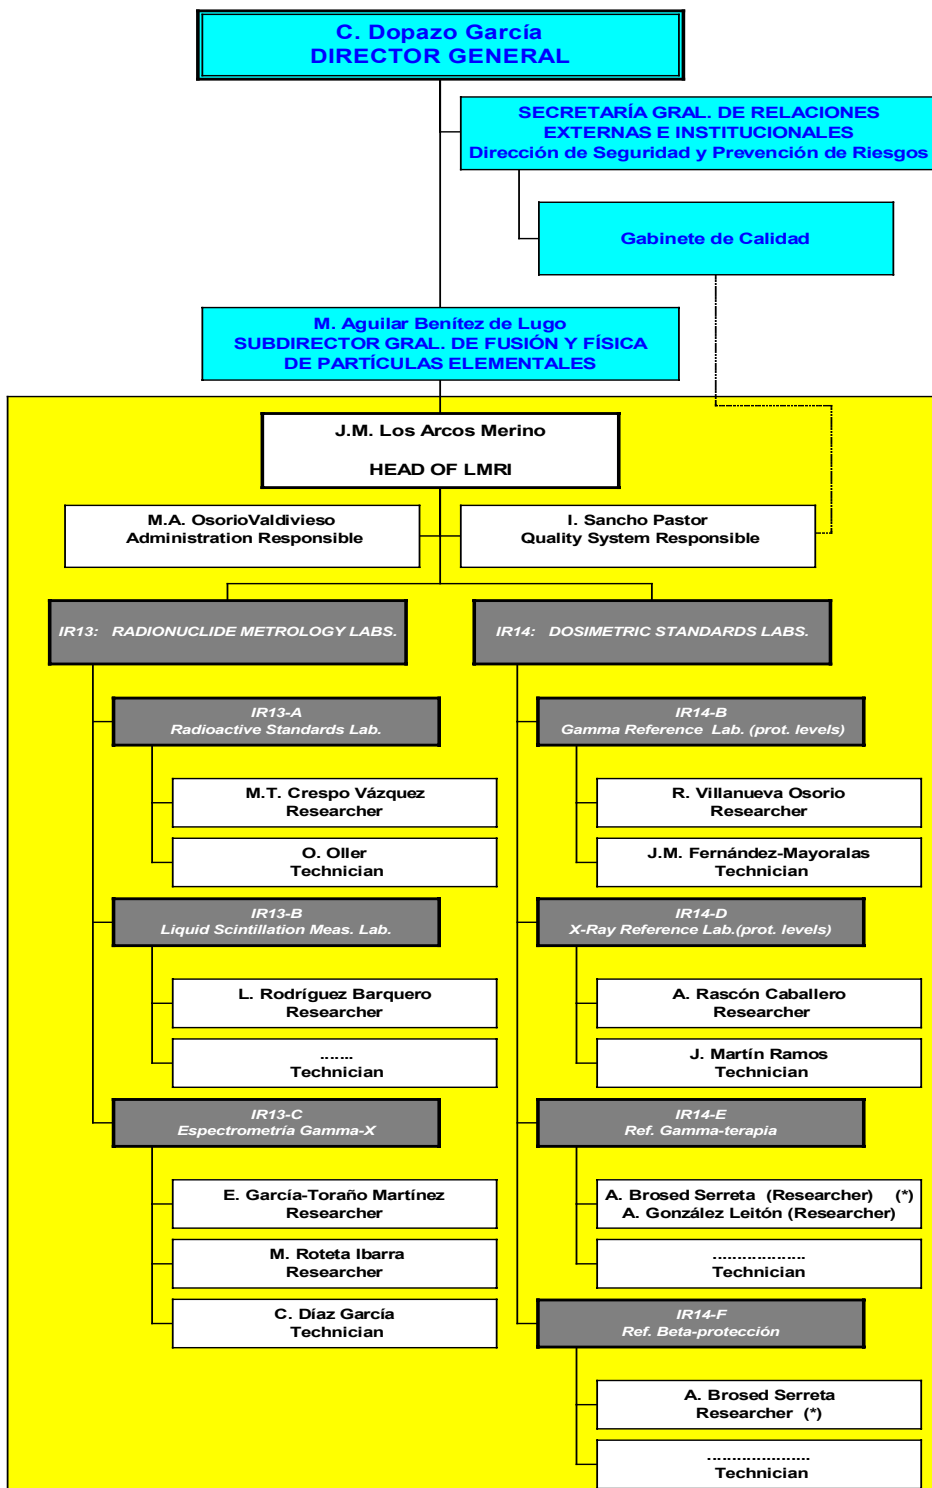 C. Dopazo García
DIRECTOR GENERAL
SECRETARÍA GRAL. DE RELACIONES
EXTERNAS E INSTITUCIONALES
Dirección de Seguridad y Prevención de Riesgos
Gabinete de Calidad
M. Aguilar Benítez de Lugo
SUBDIRECTOR GRAL. DE FUSIÓN Y FÍSICA
DE PARTÍCULAS ELEMENTALES
J.M. Los Arcos Merino
HEAD OF LMRI
M.A. OsorioValdivieso
Administration Responsible
I. Sancho Pastor
Quality System Responsible
IR13: RADIONUCLIDE METROLOGY LABS.
IR13-A
Radioactive Standards Lab.
M.T. Crespo Vázquez
Researcher
O. Oller
Technician
IR13-B
Liquid Scintillation Meas. Lab.
L. Rodríguez Barquero
Researcher
.......
Technician
IR13-C
Espectrometría Gamma-X
E. García-Toraño Martínez
Researcher
M. Roteta Ibarra
Researcher
C. Díaz García
Technician
IR14: DOSIMETRIC STANDARDS LABS.
IR14-B
Gamma Reference Lab. (prot. levels)
R. Villanueva Osorio
Researcher
J.M. Fernández-Mayoralas
Technician
IR14-D
X-Ray Reference Lab.(prot. levels)
A. Rascón Caballero
Researcher
J. Martín Ramos
Technician
IR14-E
Ref. Gamma-terapia
A. Brosed Serreta (Researcher) (*)
A. González Leitón (Researcher)
...................
Technician
IR14-F
Ref. Beta-protección
A. Brosed Serreta
Researcher (*)
.....................
Technician